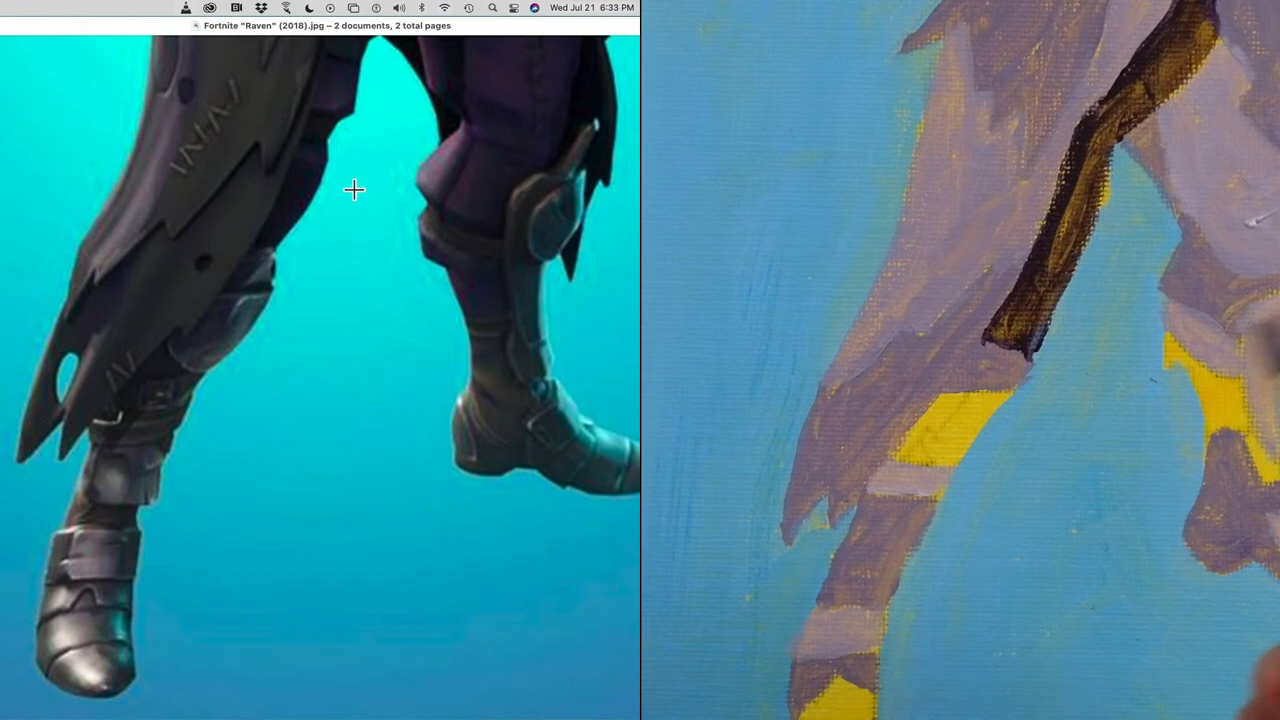 Wed Jul 21 6:33 PM
Fortnite "Raven" (2018).jpg – 2 documents, 2 total pages